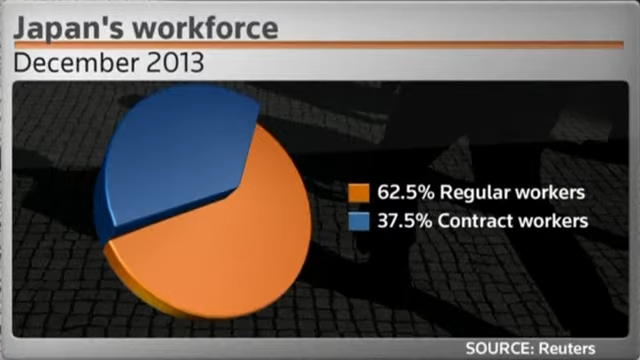 Japan's workforce
December 2013
62.5% Regular workers
37.5% Contract workers
SOURCE: Reuters